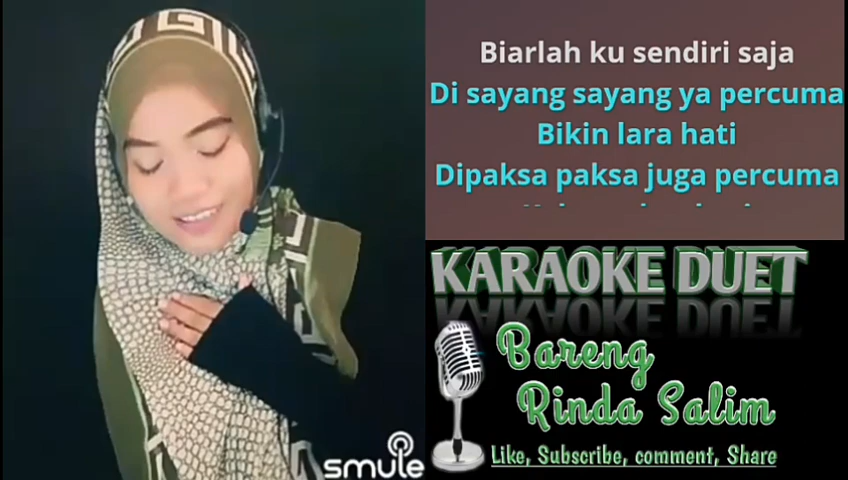 Biarlah ku sendiri saja
Di sayang sayang ya percuma
Bikin lara hati
Dipaksa paksa juga percuma
KARAOKE DUET
Bareng
Rinda Salim
Like, Subscribe, comment, Share
smule